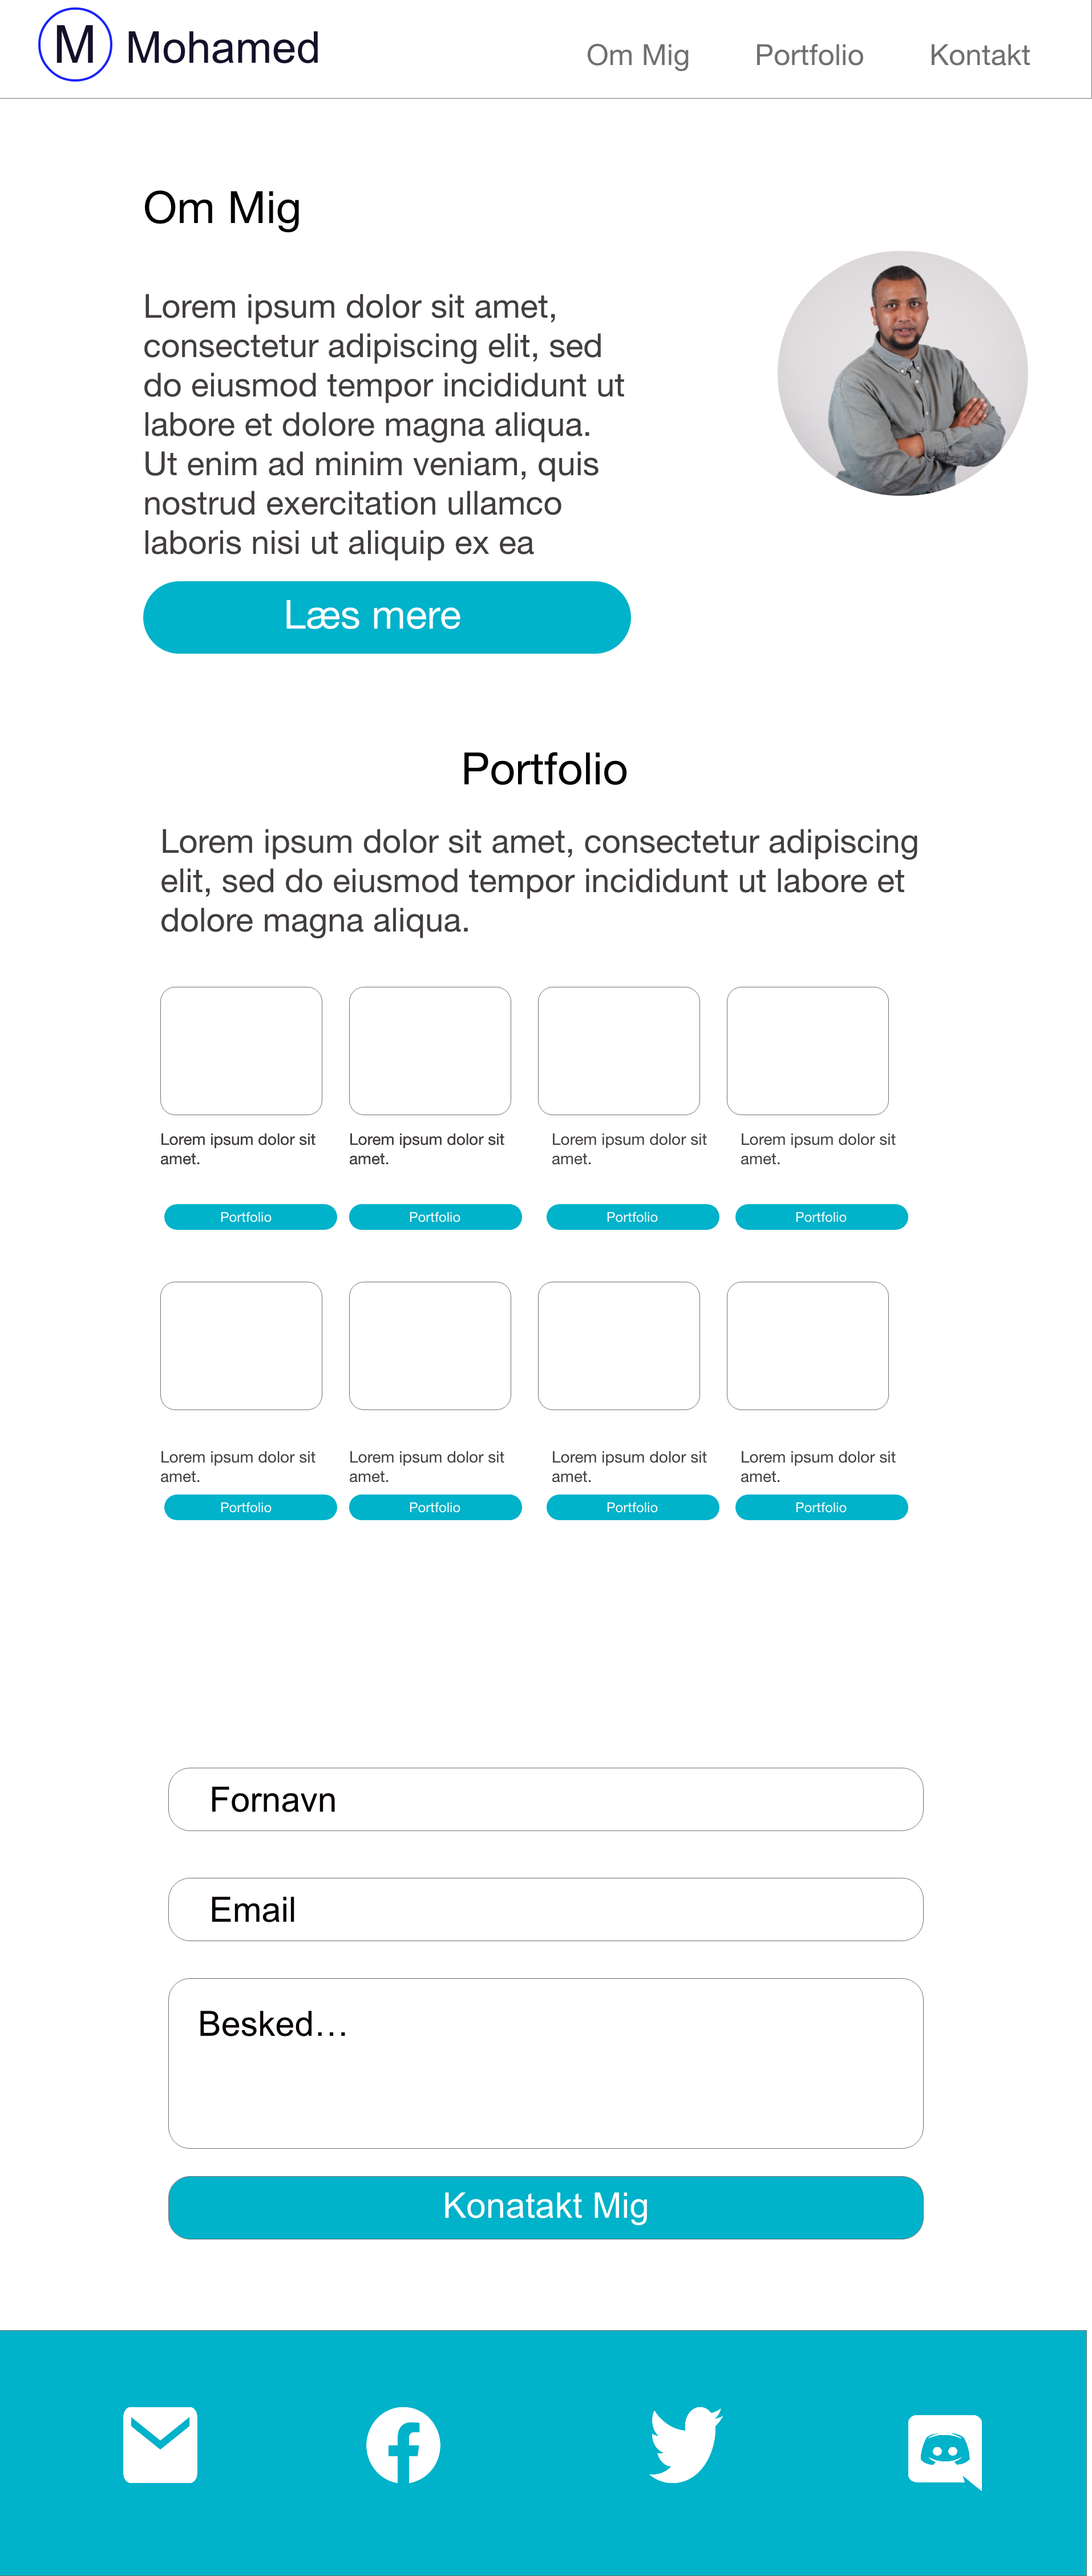 M Mohamed
Om Mig Portfolio Kontakt
Om Mig
Lorem ipsum dolor sit amet,
consectetur adipiscing elit, sed
do eiusmod tempor incididunt ut
labore et dolore magna aliqua.
Ut enim ad minim veniam, quis
nostrud exercitation ullamco
laboris nisi ut aliquip ex ea
Læs mere
Portfolio
Lorem ipsum dolor sit amet, consectetur adipiscing
elit, sed do eiusmod tempor incididunt ut labore et
dolore magna aliqua.
Lorem ipsum dolor sit
amet.
Lorem ipsum dolor sit
amet.
Lorem ipsum dolor sit
amet.
Lorem ipsum dolor sit
amet.
Portfolio
Portfolio
Portfolio
Portfolio
Lorem ipsum dolor sit
amet.
Lorem ipsum dolor sit
amet.
Lorem ipsum dolor sit
amet.
Lorem ipsum dolor sit
amet.
Portfolio
Portfolio
Portfolio
Portfolio
Fornavn
Email
Besked...
Konatakt Mig